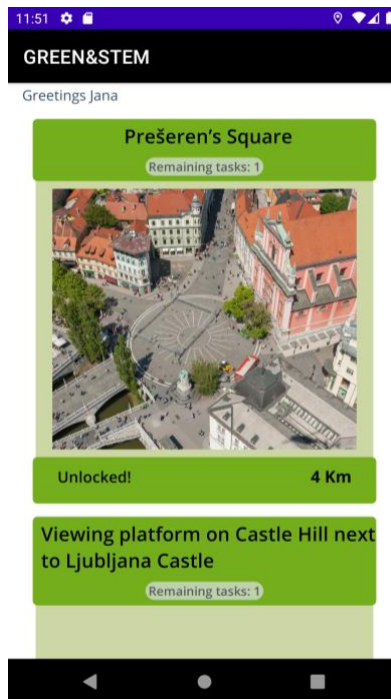 11:51
GREEN&STEM
Greetings Jana
Prešeren’s Square
Remaining tasks: 1
Unlocked! 4 Km
Viewing platform on Castle Hill next
to Ljubljana Castle
Remaining tasks: 1